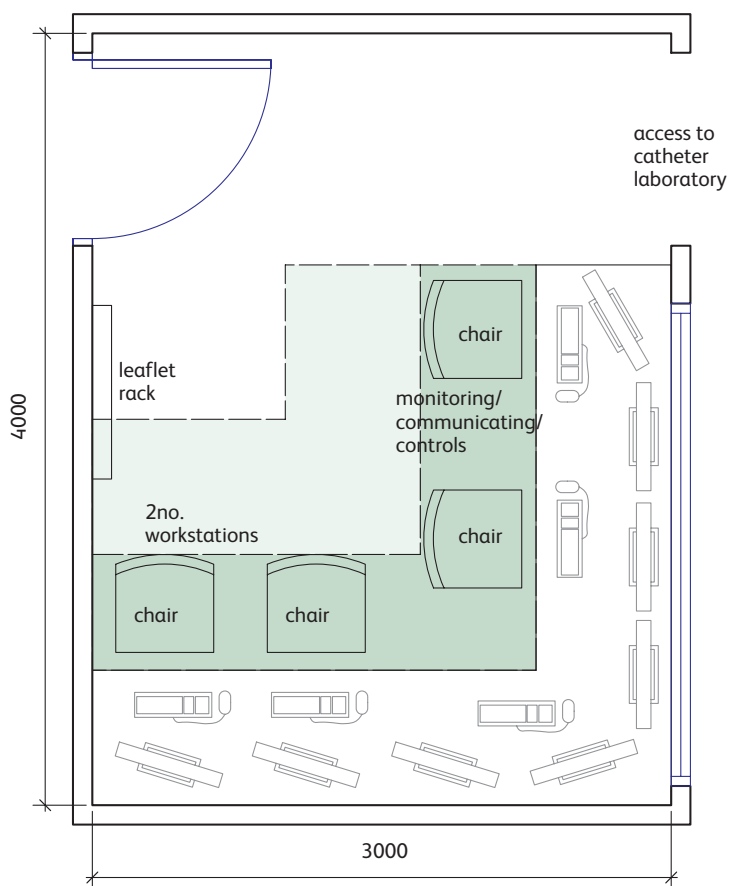 access to
catheter
laboratory
chair
leaflet
rack
monitoring/
communicating/
controls
4000
2no.
workstations
chair
chair
chair
3000